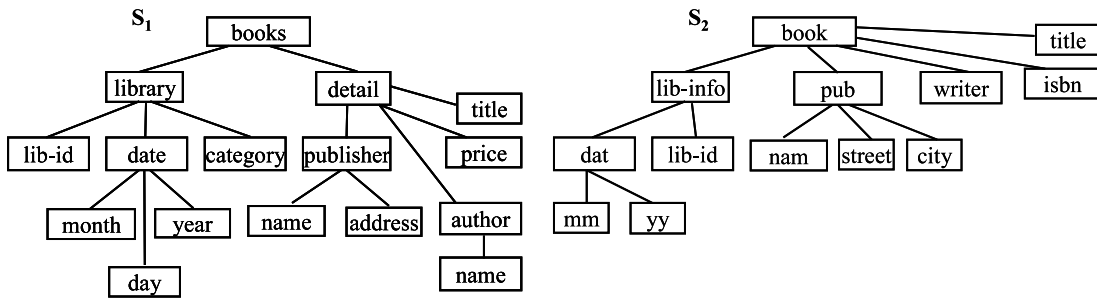 S1
books
library
detail
title
lib-id
date
category
publisher
price
month
year
name
address
author
day
name
S2
book
title
lib-info
pub
writer
isbn
dat
lib-id
nam
street
city
mm
yy